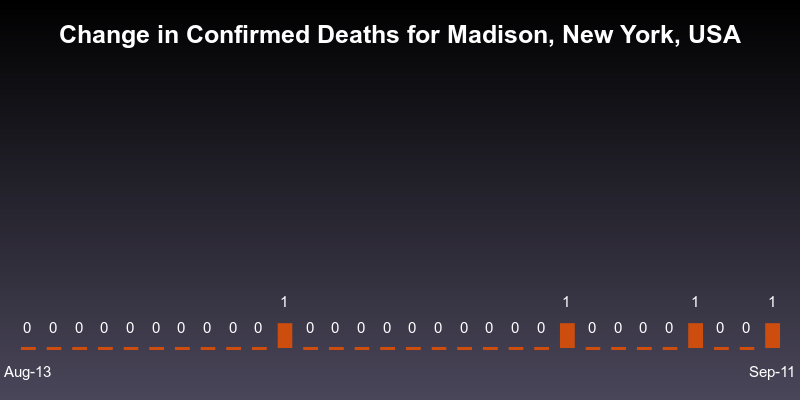 Change in Confirmed Deaths for Madison, New York, USA
0 0 0 0 0 0 0 0 0 0 1 0 0 0 0 0 0 0 0 0 0 1 0 0 0 0 1 0 0 1
Aug-13 Sep-11